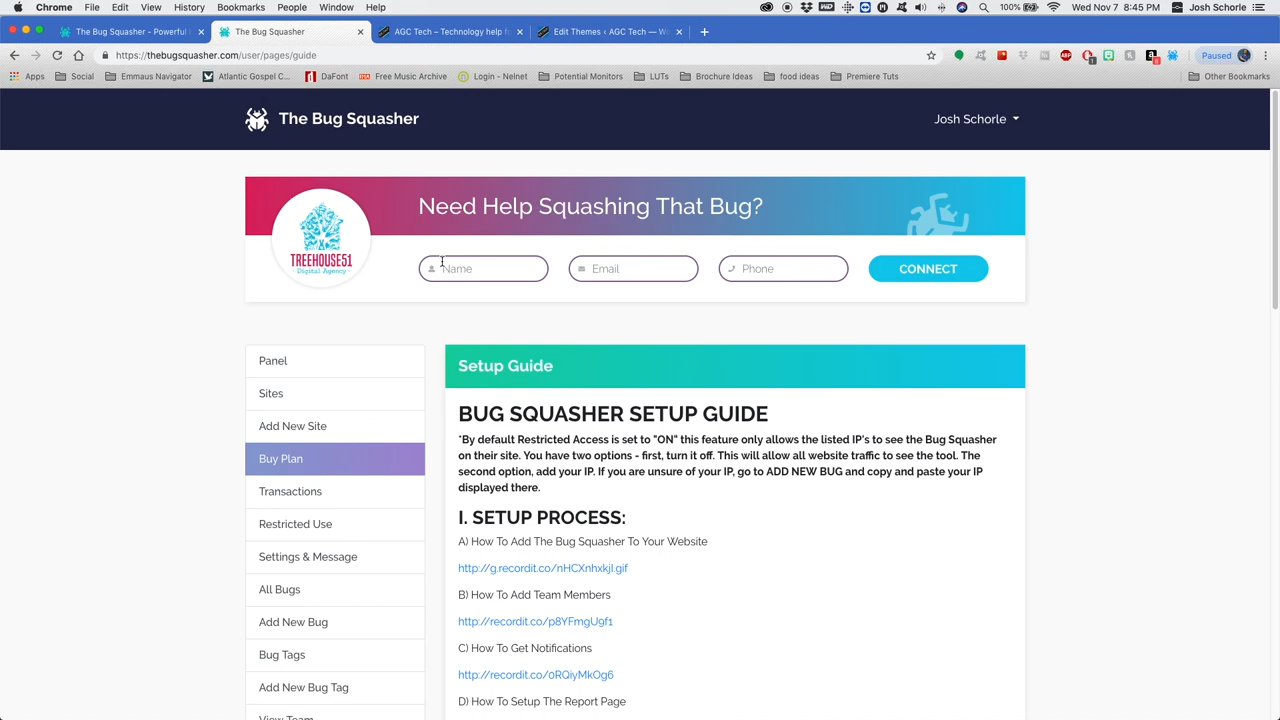 Chrome File Edit View History Bookmarks People Window Help
100% Wed Nov 7 8:45 PM Josh Schorle
The Bug Squasher - Powerful
The Bug Squasher
AGC Tech – Technology help f
Edit Themes ‹ AGC Tech — W
https://thebugsquasher.com/user/pages/guide
Paused
Apps Social Emmaus Navigator Atlantic Gospel C... DaFont Free Music Archive Login - Nelnet Potential Monitors LUTs Brochure Ideas food ideas Premiere Tuts Other Bookmarks
The Bug Squasher
Josh Schorle
Need Help Squashing That Bug?
TREEHOUSE51
Digital Agency
Name
Email
Phone
CONNECT
Panel
Sites
Add New Site
Buy Plan
Transactions
Restricted Use
Settings & Message
All Bugs
Add New Bug
Bug Tags
Add New Bug Tag
View Team
Setup Guide
BUG SQUASHER SETUP GUIDE
*By default Restricted Access is set to "ON" this feature only allows the listed IP's to see the Bug Squasher
on their site. You have two options - first, turn it off. This will allow all website traffic to see the tool. The
second option, add your IP. If you are unsure of your IP, go to ADD NEW BUG and copy and paste your IP
displayed there.
I. SETUP PROCESS:
A) How To Add The Bug Squasher To Your Website
http://g.recordit.co/nHCXnhxkjI.gif
B) How To Add Team Members
http://recordit.co/p8YFmgU9f1
C) How To Get Notifications
http://recordit.co/0RQiyMkOg6
D) How To Setup The Report Page